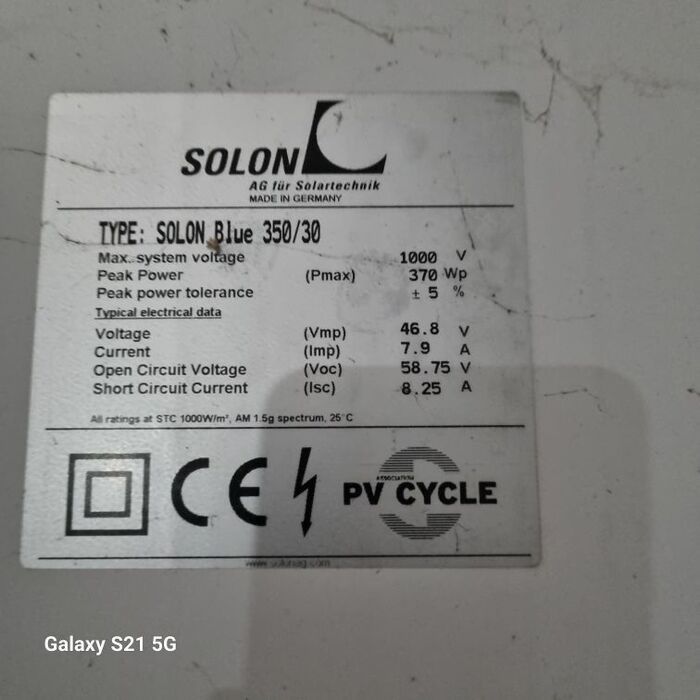 SOLON
AG für Solartechnik
MADE IN GERMANY
TYPE: SOLON Blue 350/30
Max. system voltage 1000 V
Peak Power (Pmax) 370 Wp
Peak power tolerance ± 5 %
Typical electrical data
Voltage (Vmp) 46.8 V
Current (Imp) 7.9 A
Open Circuit Voltage (Voc) 58.75 V
Short Circuit Current (Isc) 8.25 A
All ratings at STC 1000W/m², AM 1.5g spectrum, 25°C
CE
ASSOCIATION
PV CYCLE
www.solonag.com
Galaxy S21 5G